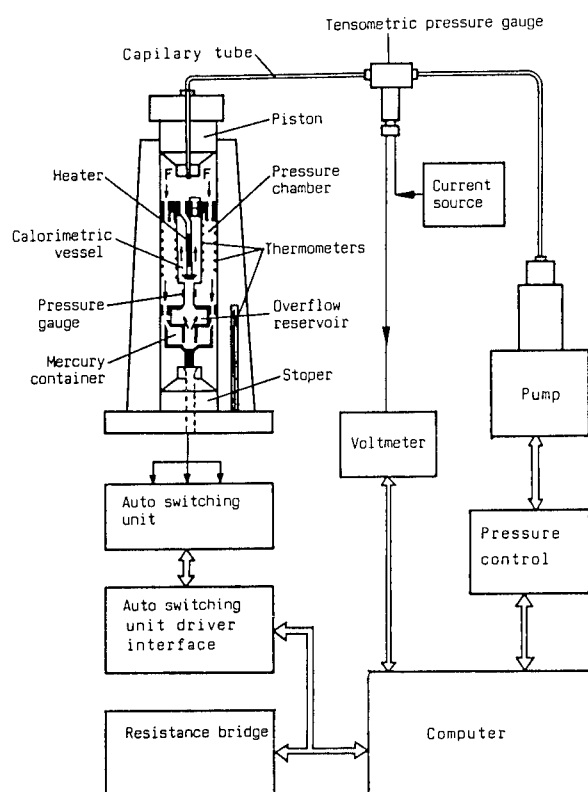 Tensometric pressure gauge
Capilary tube
Piston
F
F
Heater
Pressure
chamber
Current
source
Calorimetric
vessel
Thermometers
Pressure
gauge
Overflow
reservoir
Mercury
container
Stoper
Pump
Voltmeter
Auto switching
unit
Pressure
control
Auto switching
unit driver
interface
Resistance bridge
Computer